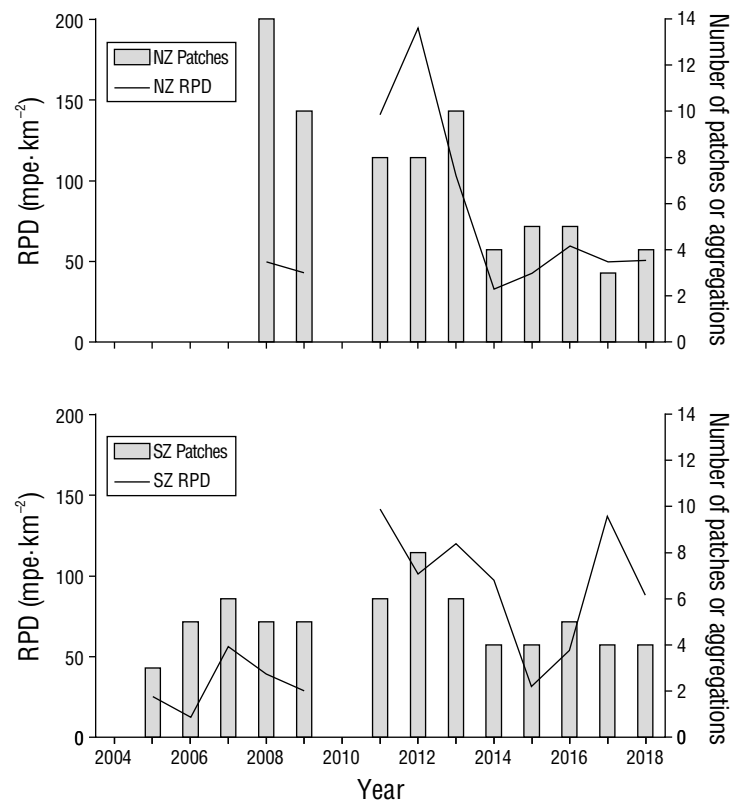 200
150
100
50
0
RPD (mpe·km⁻²)
NZ Patches
NZ RPD
14
12
10
8
6
4
2
0
Number of patches or aggregations
200
150
100
50
0
RPD (mpe·km⁻²)
SZ Patches
SZ RPD
14
12
10
8
6
4
2
0
Number of patches or aggregations
2004 2006 2008 2010 2012 2014 2016 2018
Year